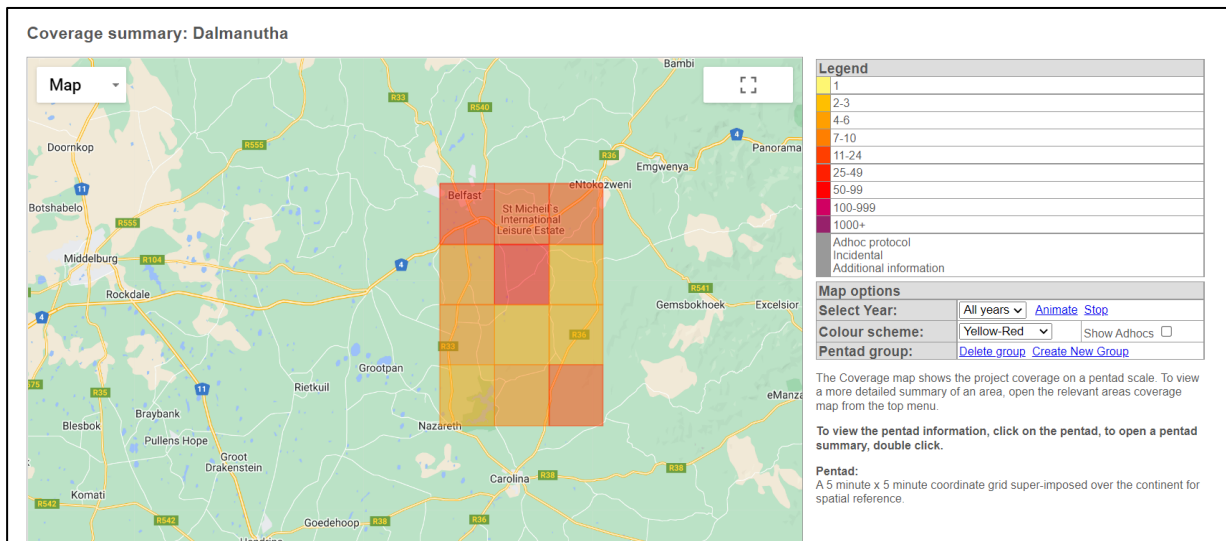 Coverage summary: Dalmanutha
Map
Bambi
R33
R540
Doornkop
R555
4
Panorama
R36
Emgwenya
11
Belfast
eNtokozweni
Botshabelo
St Micheil's
International
Leisure Estate
R555
Middelburg
R104
4
Rockdale
R541
Gemsbokhoek
Excelsior
4
R33
R36
Grootpan
R35
11
Rietkuil
eManza
Braybank
Blesbok
Nazareth
Pullens Hope
Groot
Drakenstein
R38
R38
Carolina
Komati
R542
R542
Goedehoop
R38
R36
Legend
1
2-3
4-6
7-10
11-24
25-49
50-99
100-999
1000+
Adhoc protocol
Incidental
Additional information
Map options
Select Year: All years Animate Stop
Colour scheme: Yellow-Red Show Adhocs
Pentad group: Delete group Create New Group
The Coverage map shows the project coverage on a pentad scale. To view
a more detailed summary of an area, open the relevant areas coverage
map from the top menu.
To view the pentad information, click on the pentad, to open a pentad
summary, double click.
Pentad:
A 5 minute x 5 minute coordinate grid super-imposed over the continent for
spatial reference.